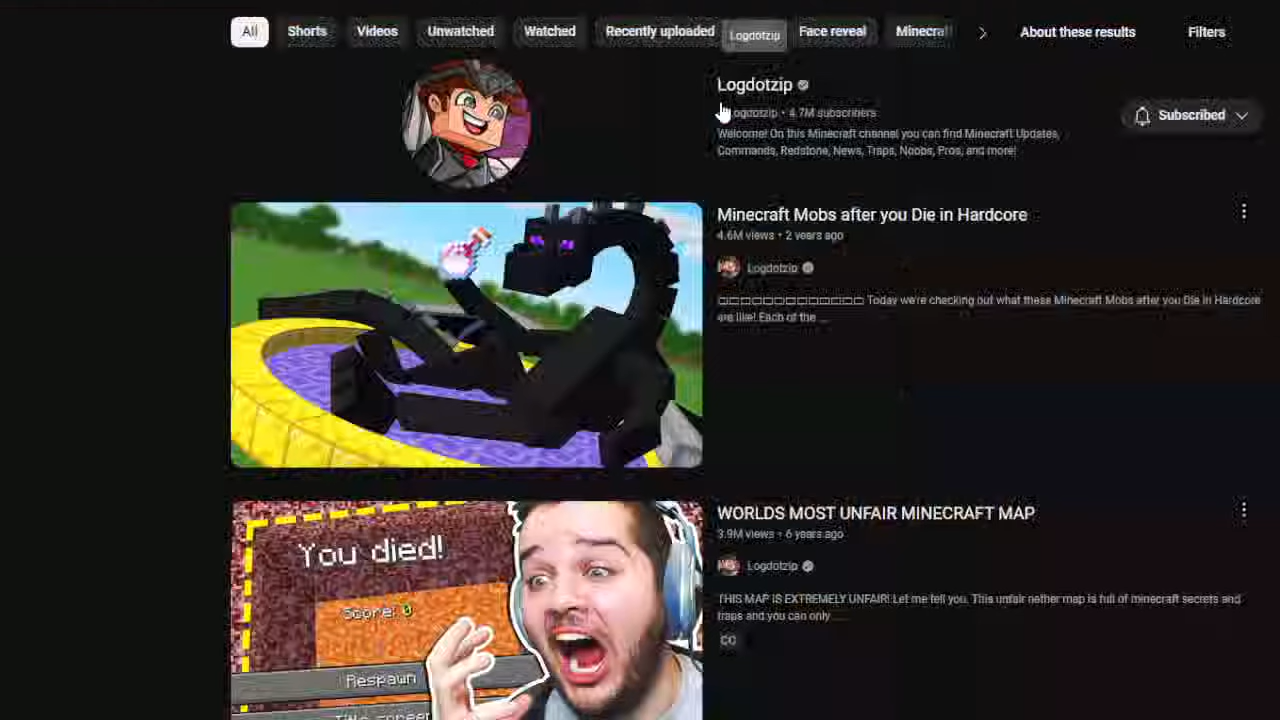 All
Shorts
Videos
Unwatched
Watched
Recently uploaded
Logdotzip
Face reveal
Minecraf
About these results
Filters
Logdotzip
Logdotzip • 4.7M subscribers
Welcome! On this Minecraft channel you can find Minecraft Updates,
Commands, Redstone, News, Traps, Noobs, Pros, and more!
Subscribed
Minecraft Mobs after you Die in Hardcore
4.6M views • 2 years ago
Logdotzip
Today we're checking out what these Minecraft Mobs after you Die in Hardcore
are like! Each of the ...
You died!
Score: 0
Respawn
Title screen
WORLDS MOST UNFAIR MINECRAFT MAP
3.9M views • 6 years ago
Logdotzip
THIS MAP IS EXTREMELY UNFAIR! Let me tell you. This unfair nether map is full of minecraft secrets and
traps and you can only ...
CC